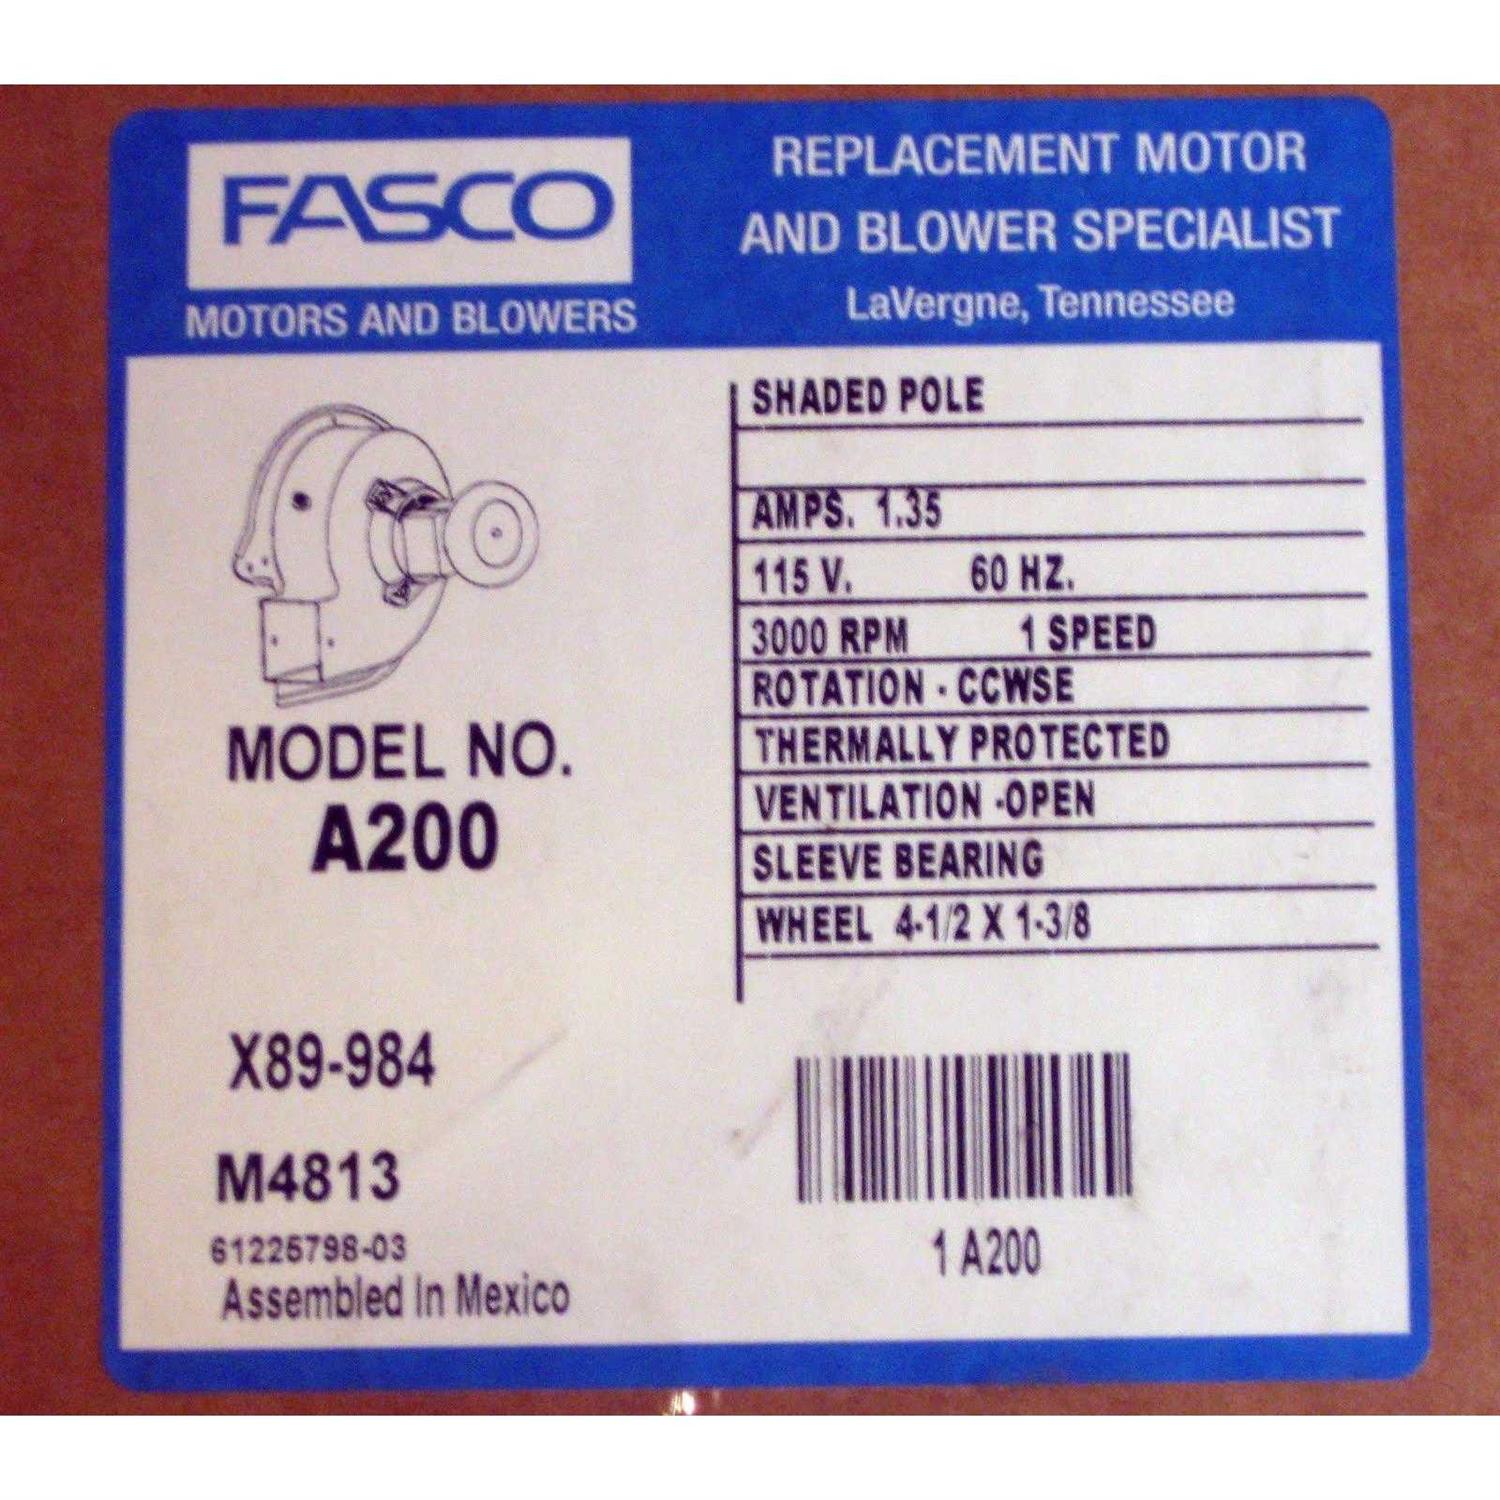 FASCO
MOTORS AND BLOWERS
REPLACEMENT MOTOR
AND BLOWER SPECIALIST
LaVergne, Tennessee
MODEL NO.
A200
X89-984
M4813
61225798-03
Assembled In Mexico
SHADED POLE
AMPS. 1.35
115 V. 60 HZ.
3000 RPM 1 SPEED
ROTATION - CCWSE
THERMALLY PROTECTED
VENTILATION -OPEN
SLEEVE BEARING
WHEEL 4-1/2 X 1-3/8
1 A200